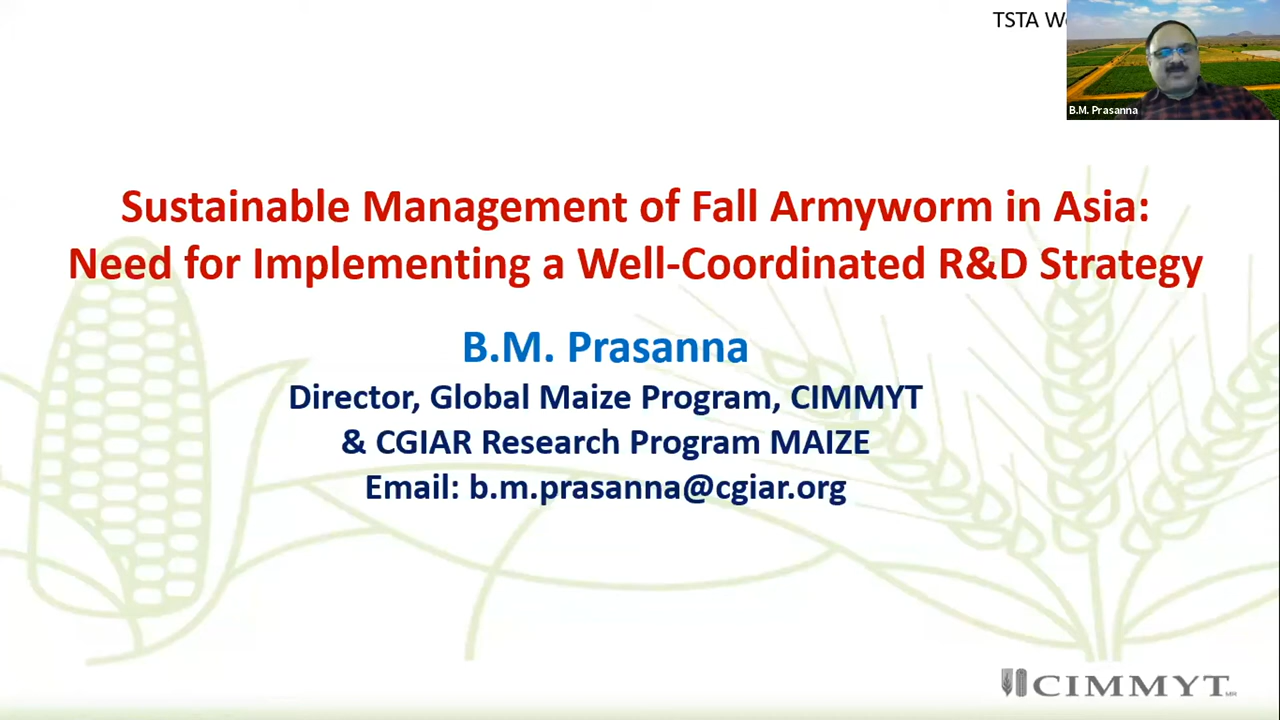 TSTA
B.M. Prasanna
Sustainable Management of Fall Armyworm in Asia:
Need for Implementing a Well-Coordinated R&D Strategy
B.M. Prasanna
Director, Global Maize Program, CIMMYT
& CGIAR Research Program MAIZE
Email: b.m.prasanna@cgiar.org
CIMMYT